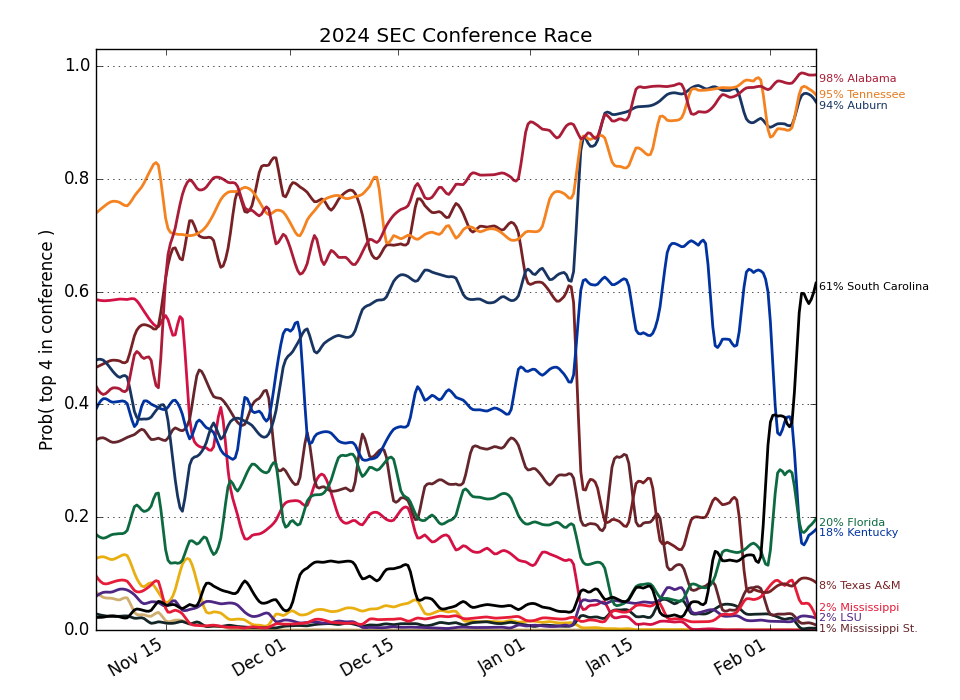 2024 SEC Conference Race
Prob( top 4 in conference )
1.0
0.8
0.6
0.4
0.2
0.0
Nov 15
Dec 01
Dec 15
Jan 01
Jan 15
Feb 01
98% Alabama
95% Tennessee
94% Auburn
61% South Carolina
20% Florida
18% Kentucky
8% Texas A&M
2% Mississippi
2% LSU
1% Mississippi St.